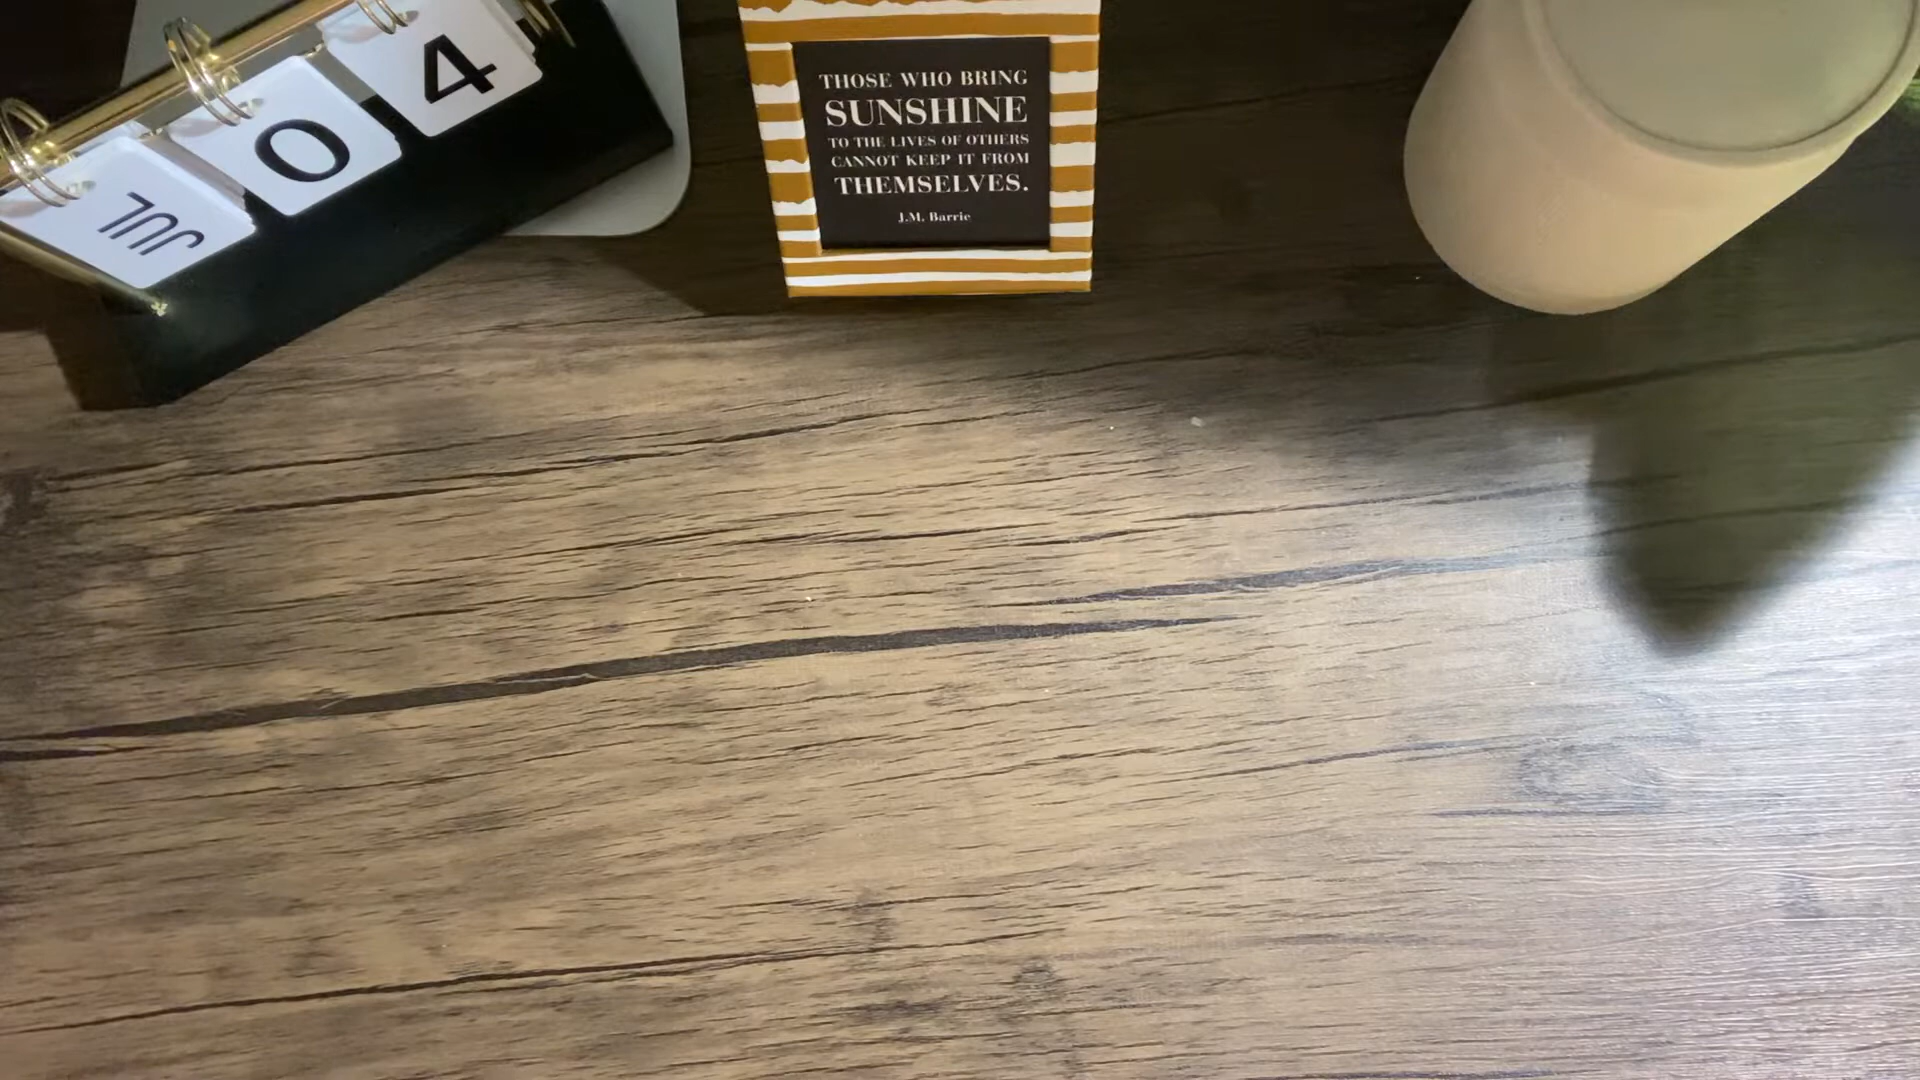 JUL 0 4
THOSE WHO BRING
SUNSHINE
TO THE LIVES OF OTHERS
CANNOT KEEP IT FROM
THEMSELVES.
J.M. Barrie